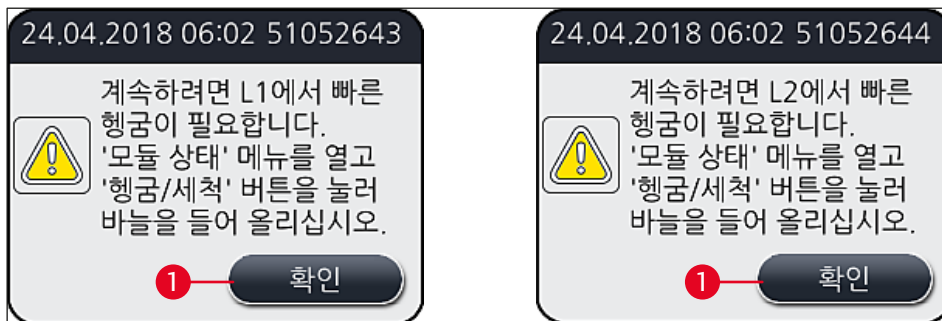 24.04.2018 06:02 51052643
계속하려면 L1에서 빠른
헹굼이 필요합니다.
'모듈 상태' 메뉴를 열고
'헹굼/세척' 버튼을 눌러
바늘을 들어 올리십시오.
1
확인
24.04.2018 06:02 51052644
계속하려면 L2에서 빠른
헹굼이 필요합니다.
'모듈 상태' 메뉴를 열고
'헹굼/세척' 버튼을 눌러
바늘을 들어 올리십시오.
1
확인